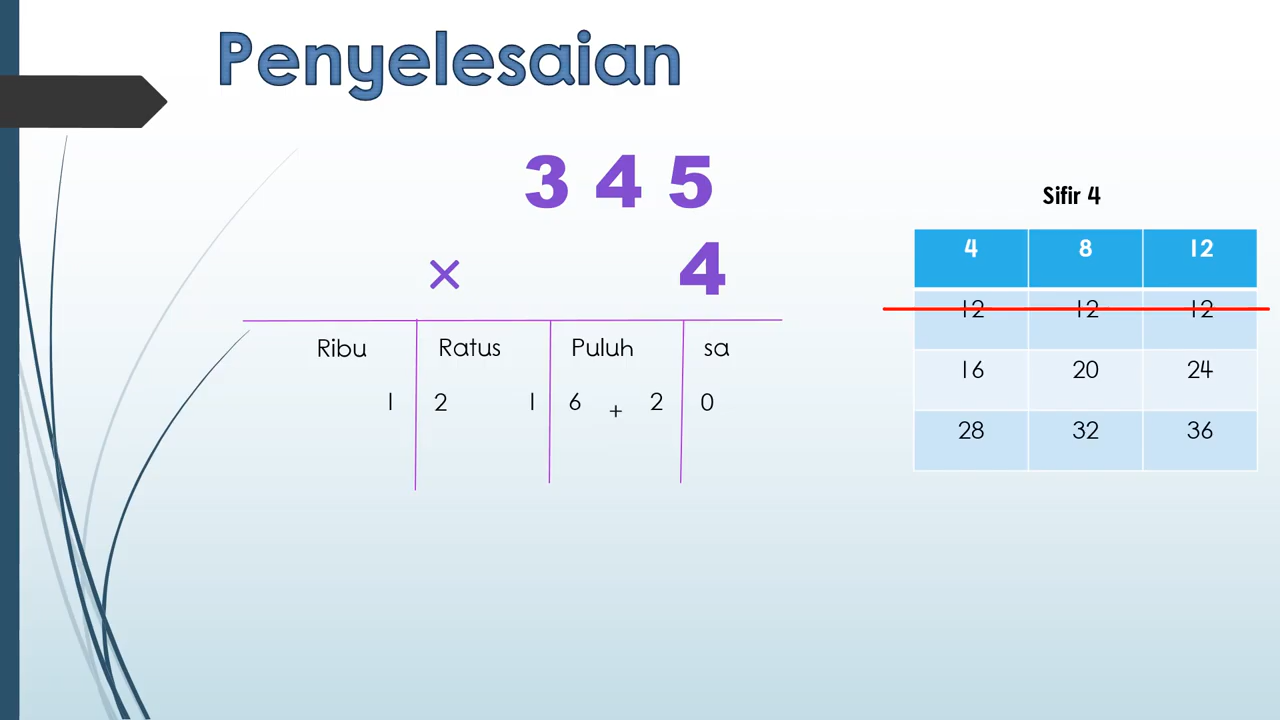 Penyelesaian
3 4 5
× 4
Ribu Ratus Puluh sa
1 2 1 6 + 2 0
Sifir 4
4 8 12
12 12 12
16 20 24
28 32 36